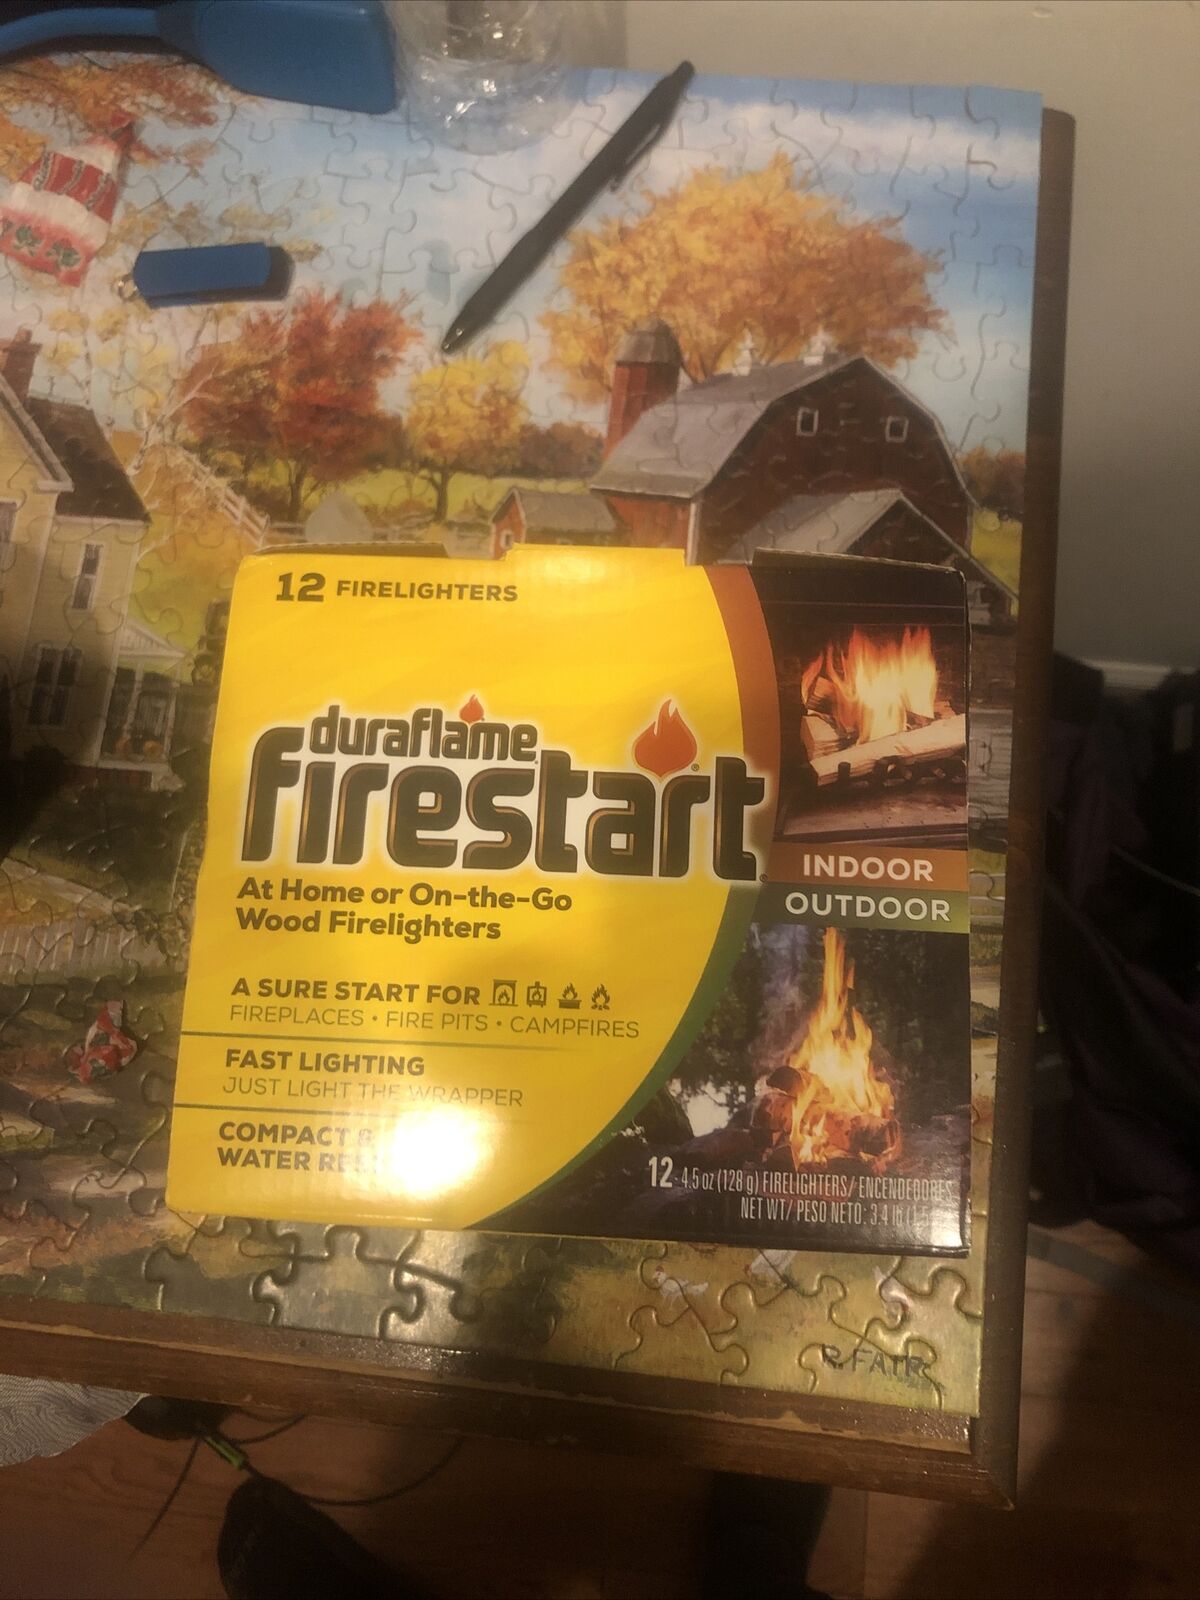 12 FIRELIGHTERS
duraflame
firestart
At Home or On-the-Go
Wood Firelighters
A SURE START FOR
FIREPLACES • FIRE PITS • CAMPFIRES
FAST LIGHTING
JUST LIGHT THE WRAPPER
COMPACT &
WATER
INDOOR
OUTDOOR
12 - 4.5 oz (128 g) FIRELIGHTERS/ ENCENDEDORES
NET WT/ PESO NETO: 3.4 lb
R. FAIR